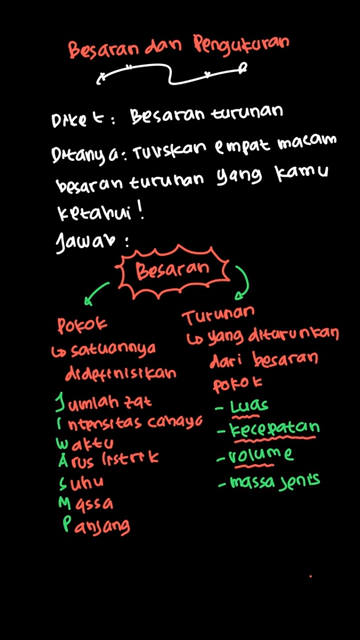 Besaran dan Pengukuran
Diket : Besaran turunan
Ditanya : Tuliskan empat macam
besaran turunan yang kamu
ketahui!
Jawab :
Besaran
Pokok
↳ satuannya
didefinisikan
Jumlah zat
Intensitas cahaya
Waktu
Arus listrik
Suhu
Massa
Panjang
Turunan
↳ yang diturunkan
dari besaran
pokok
- Luas
- kecepatan
- volume
- massa jenis